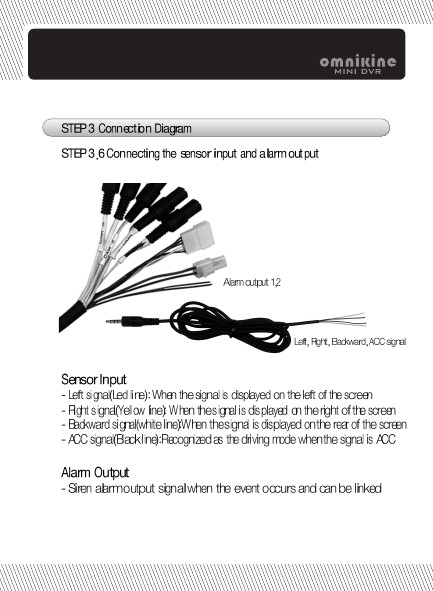 omnikine
MINI DVR
STEP 3 Connection Diagram
STEP 3_6 Connecting the sensor input and alarm output
Alarm output 1,2
Left, Right, Backward, ACC signal
Sensor Input
- Left signal(Led line): When the signal is displayed on the left of the screen
- Right signal(Yellow line): When the signal is displayed on the right of the screen
- Backward signal(white line):When the signal is displayed on the rear of the screen
- ACC signal(Black line):Recognized as the driving mode when the signal is ACC
Alarm Output
- Siren alarm output signal when the event occurs and can be linked